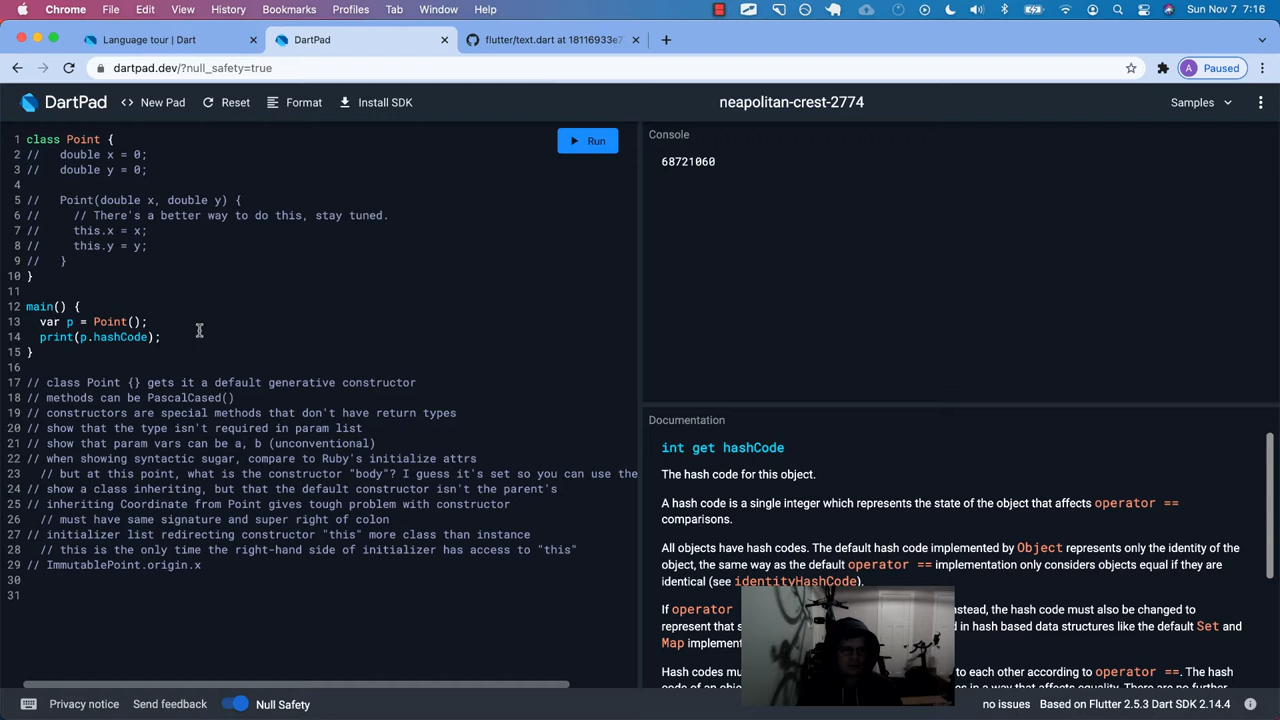 Chrome File Edit View History Bookmarks Profiles Tab Window Help Sun Nov 7 7:16
Language tour | Dart
DartPad
flutter/text.dart at 18116933e7
dartpad.dev/?null_safety=true
A Paused
DartPad
New Pad
Reset
Format
Install SDK
neapolitan-crest-2774
Samples
Run
1 class Point {
2 //   double x = 0;
3 //   double y = 0;
4
5 //   Point(double x, double y) {
6 //     // There's a better way to do this, stay tuned.
7 //     this.x = x;
8 //     this.y = y;
9 //   }
10 }
11
12 main() {
13   var p = Point();
14   print(p.hashCode);
15 }
16
17 // class Point {} gets it a default generative constructor
18 // methods can be PascalCased()
19 // constructors are special methods that don't have return types
20 // show that the type isn't required in param list
21 // show that param vars can be a, b (unconventional)
22 // when showing syntactic sugar, compare to Ruby's initialize attrs
23   // but at this point, what is the constructor "body"? I guess it's set so you can use the
24 // show a class inheriting, but that the default constructor isn't the parent's
25 // inheriting Coordinate from Point gives tough problem with constructor
26   // must have same signature and super right of colon
27 // initializer list redirecting constructor "this" more class than instance
28   // this is the only time the right-hand side of initializer has access to "this"
29 // ImmutablePoint.origin.x
30
31
Console
68721060
Documentation
int get hashCode
The hash code for this object.
A hash code is a single integer which represents the state of the object that affects operator ==
comparisons.
All objects have hash codes. The default hash code implemented by Object represents only the identity of the
object, the same way as the default operator == implementation only considers objects equal if they are
identical (see identityHashCode).
If operator instead, the hash code must also be changed to
represent that in hash based data structures like the default Set and
Map
Hash codes to each other according to operator ==. The hash
Privacy notice
Send feedback
Null Safety
no issues
Based on Flutter 2.5.3 Dart SDK 2.14.4